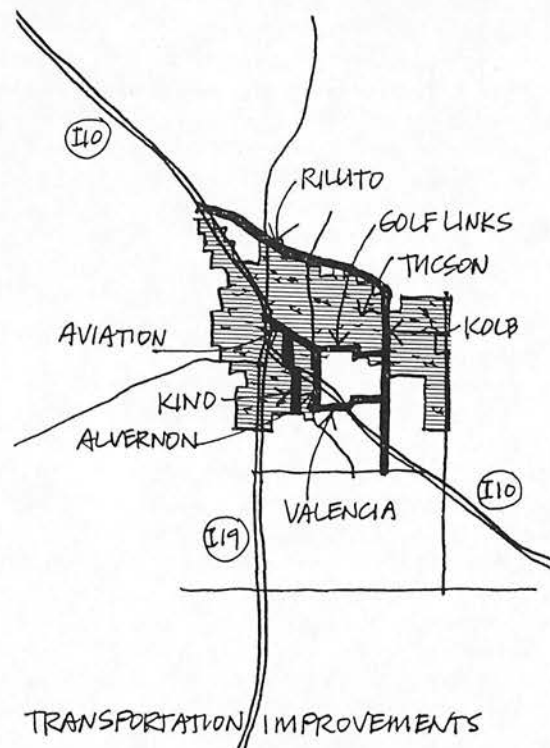 I10
RILLITO
GOLF LINKS
TUCSON
KOLB
AVIATION
KINO
ALVERNON
VALENCIA
I10
I19
TRANSPORTATION IMPROVEMENTS